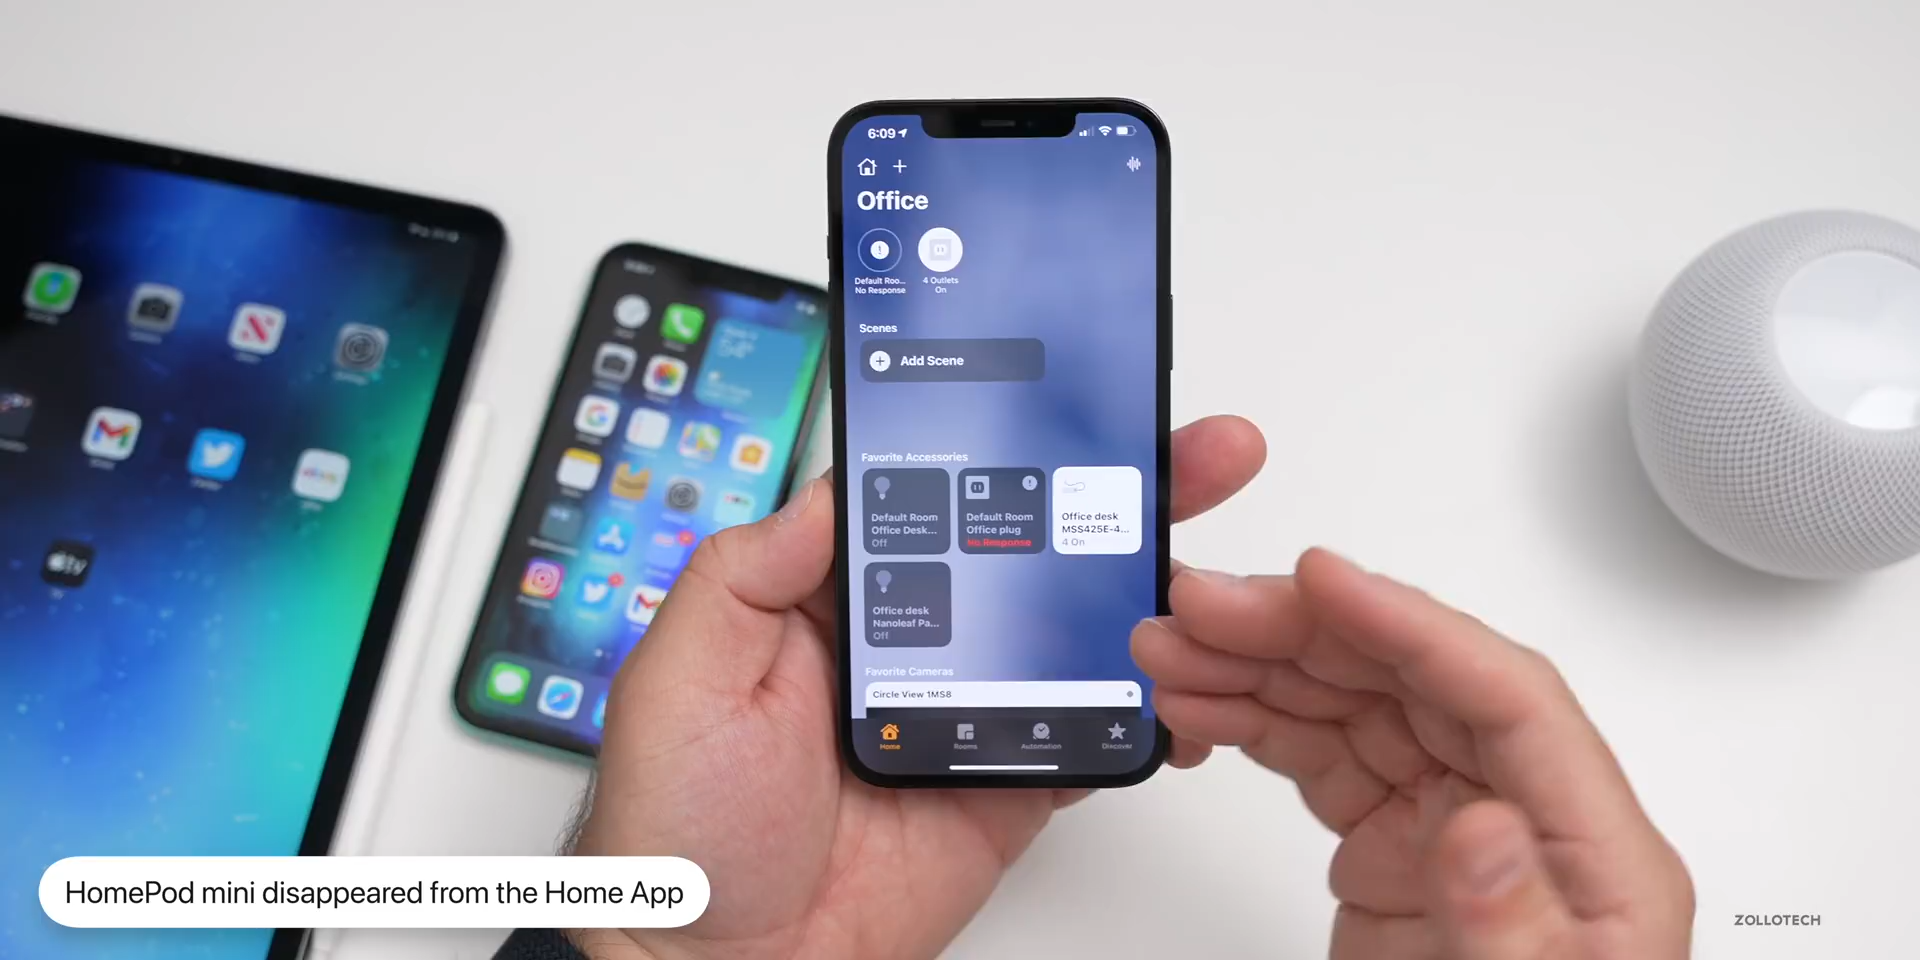 6:09
Office
Default Roo...
No Response
4 Outlets
On
Scenes
Add Scene
Favorite Accessories
Default Room
Office Desk...
Off
Default Room
Office plug
No Response
Office desk
MSS425E-4...
4 On
Office desk
Nanoleaf Pa...
Off
Favorite Cameras
Circle View 1MS8
Home
Rooms
Automation
Discover
tv
HomePod mini disappeared from the Home App
ZOLLOTECH